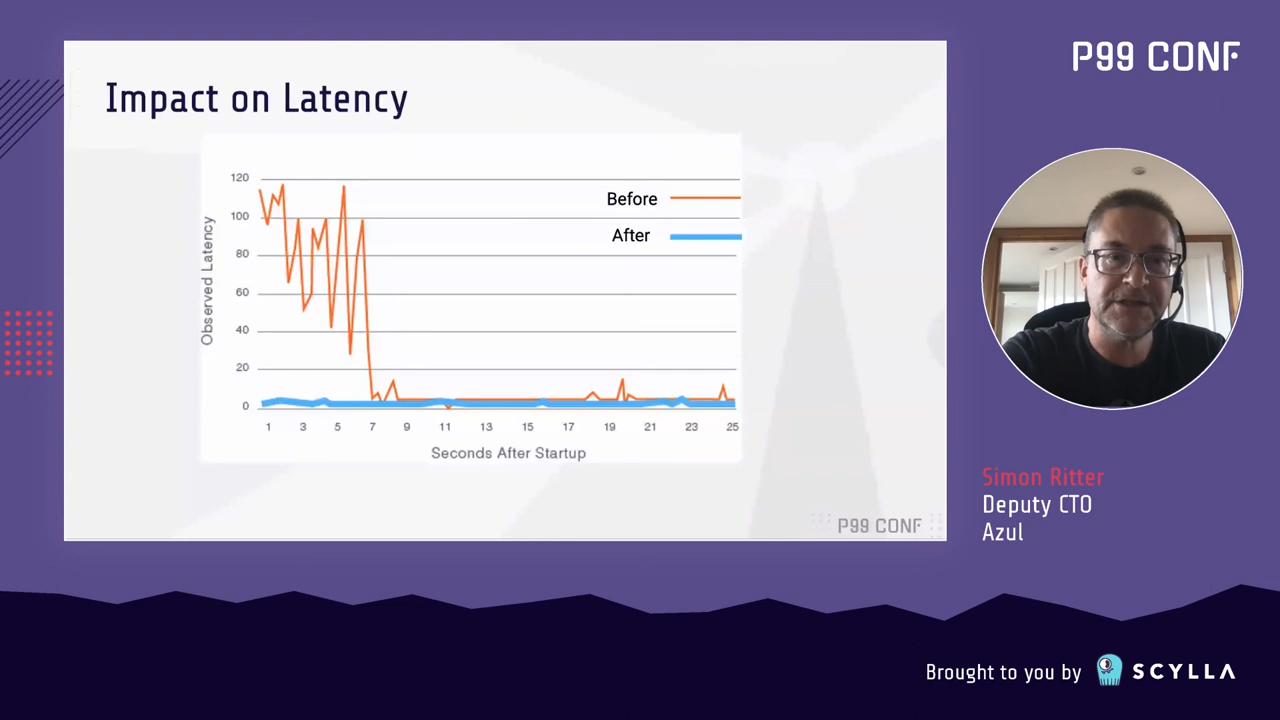 P99 CONF
Impact on Latency
120
100
80
60
40
20
0
Observed Latency
Before
After
1 3 5 7 9 11 13 15 17 19 21 23 25
Seconds After Startup
P99 CONF
Simon Ritter
Deputy CTO
Azul
Brought to you by SCYLLA